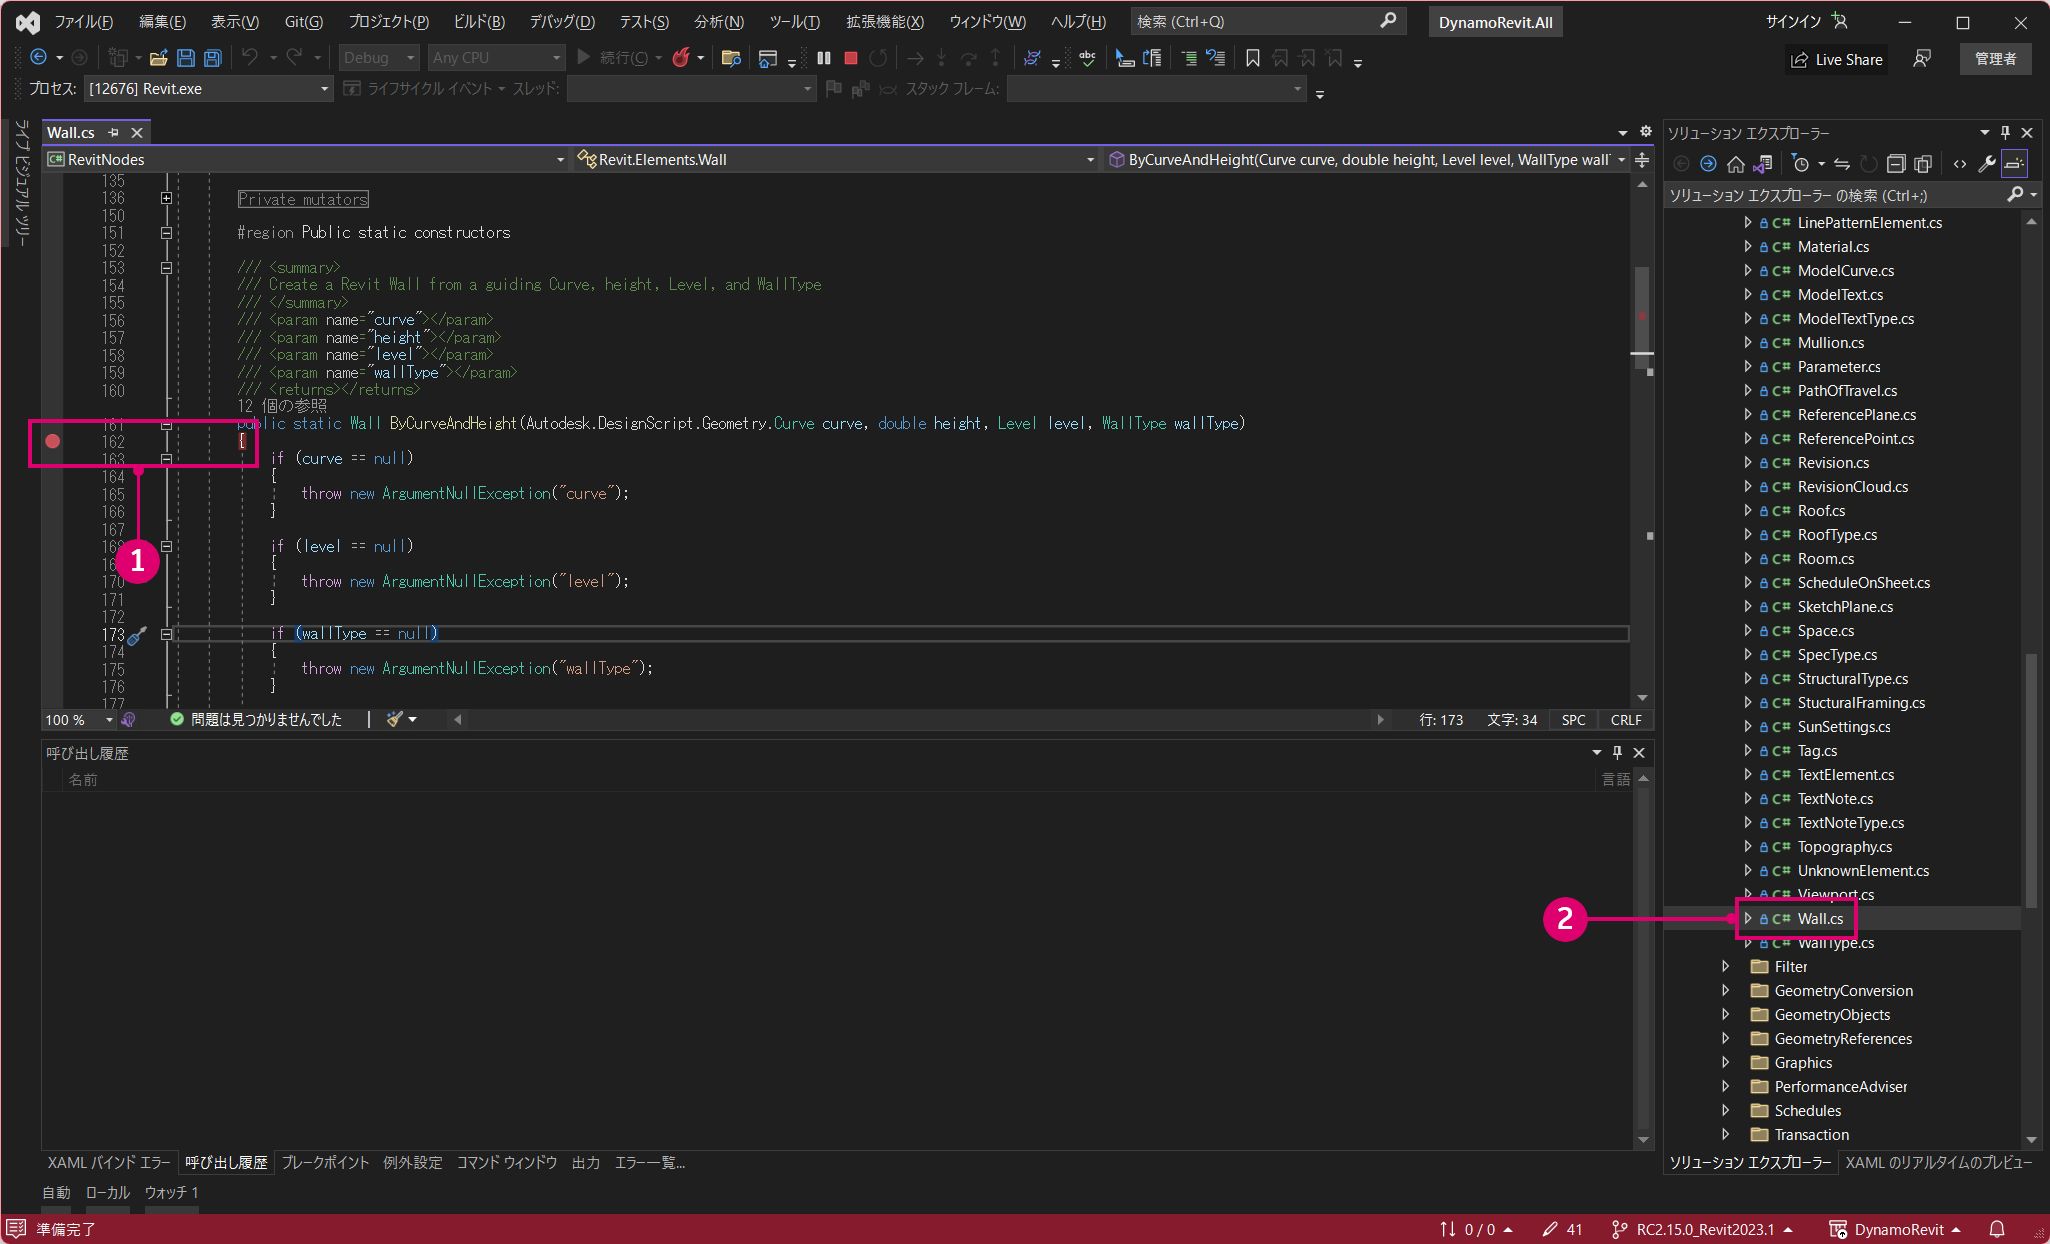 ファイル(F) 編集(E) 表示(V) Git(G) プロジェクト(P) ビルド(B) デバッグ(D) テスト(S) 分析(N) ツール(T) 拡張機能(X) ウィンドウ(W) ヘルプ(H) 検索 (Ctrl+Q) DynamoRevit.All サインイン
Debug Any CPU 続行(C) Live Share 管理者
プロセス: [12676] Revit.exe ライフサイクル イベント スレッド: スタック フレーム:
ライブ ビジュアル ツリー
Wall.cs
RevitNodes Revit.Elements.Wall ByCurveAndHeight(Curve curve, double height, Level level, WallType wall
135
136 Private mutators
150
151 #region Public static constructors
152
153 /// <summary>
154 /// Create a Revit Wall from a guiding Curve, height, Level, and WallType
155 /// </summary>
156 /// <param name="curve"></param>
157 /// <param name="height"></param>
158 /// <param name="level"></param>
159 /// <param name="wallType"></param>
160 /// <returns></returns>
12 個の参照
161 public static Wall ByCurveAndHeight(Autodesk.DesignScript.Geometry.Curve curve, double height, Level level, WallType wallType)
162 {
163 if (curve == null)
164 {
165 throw new ArgumentNullException("curve");
166 }
167
168 if (level == null)
{
170 throw new ArgumentNullException("level");
171 }
172
173 if (wallType == null)
174 {
175 throw new ArgumentNullException("wallType");
176 }
177
1
100 % 問題は見つかりませんでした 行: 173 文字: 34 SPC CRLF
呼び出し履歴
名前 言語
XAML バインド エラー 呼び出し履歴 ブレークポイント 例外設定 コマンド ウィンドウ 出力 エラー一覧...
自動 ローカル ウォッチ 1
ソリューション エクスプローラー
ソリューション エクスプローラー の検索 (Ctrl+;)
C# LinePatternElement.cs
C# Material.cs
C# ModelCurve.cs
C# ModelText.cs
C# ModelTextType.cs
C# Mullion.cs
C# Parameter.cs
C# PathOfTravel.cs
C# ReferencePlane.cs
C# ReferencePoint.cs
C# Revision.cs
C# RevisionCloud.cs
C# Roof.cs
C# RoofType.cs
C# Room.cs
C# ScheduleOnSheet.cs
C# SketchPlane.cs
C# Space.cs
C# SpecType.cs
C# StructuralType.cs
C# StucturalFraming.cs
C# SunSettings.cs
C# Tag.cs
C# TextElement.cs
C# TextNote.cs
C# TextNoteType.cs
C# Topography.cs
C# UnknownElement.cs
C# Viewport.cs
2 C# Wall.cs
C# WallType.cs
Filter
GeometryConversion
GeometryObjects
GeometryReferences
Graphics
PerformanceAdviser
Schedules
Transaction
ソリューション エクスプローラー XAML のリアルタイムのプレビュー
準備完了 0 / 0 41 RC2.15.0_Revit2023.1 DynamoRevit